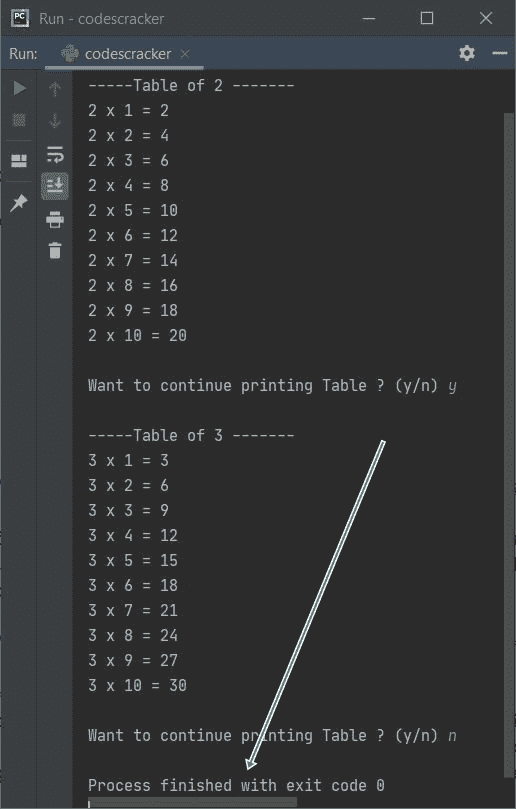 PC Run - codescracker
Run: codescracker
-----Table of 2 -------
2 x 1 = 2
2 x 2 = 4
2 x 3 = 6
2 x 4 = 8
2 x 5 = 10
2 x 6 = 12
2 x 7 = 14
2 x 8 = 16
2 x 9 = 18
2 x 10 = 20
Want to continue printing Table ? (y/n) y
-----Table of 3 -------
3 x 1 = 3
3 x 2 = 6
3 x 3 = 9
3 x 4 = 12
3 x 5 = 15
3 x 6 = 18
3 x 7 = 21
3 x 8 = 24
3 x 9 = 27
3 x 10 = 30
Want to continue printing Table ? (y/n) n
Process finished with exit code 0